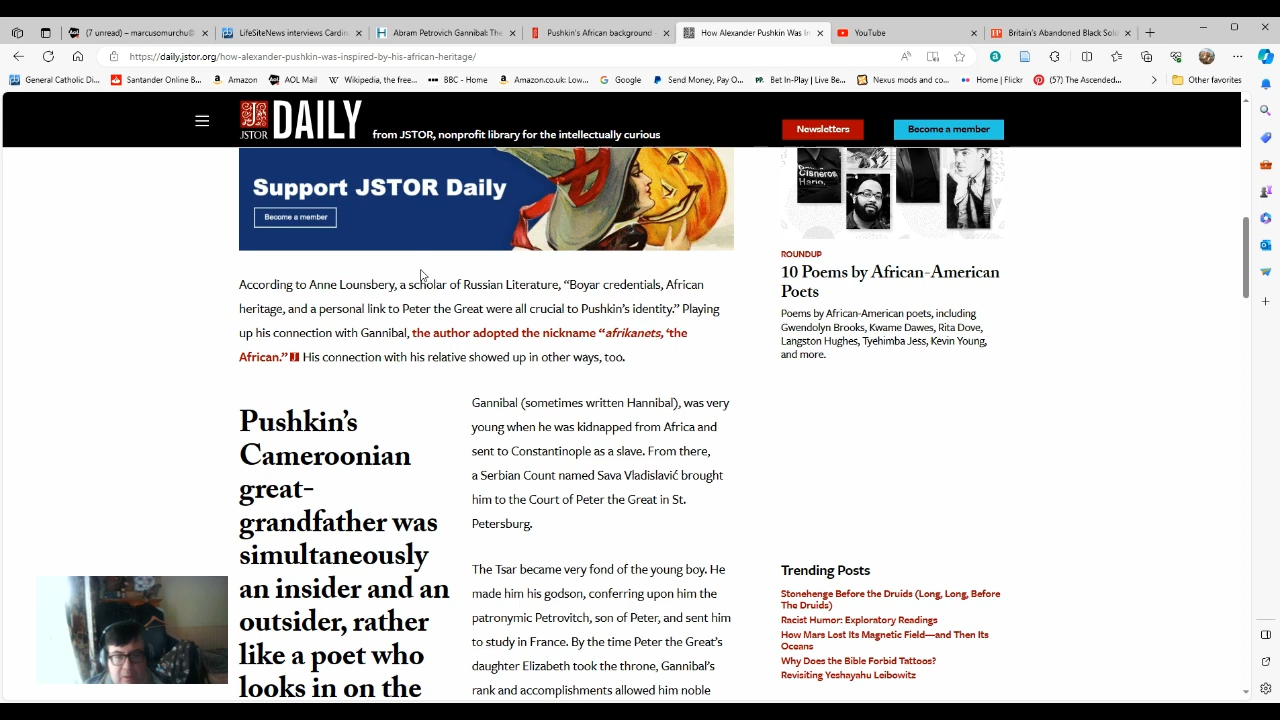 (7 unread) – marcusomurchu©
LifeSiteNews interviews Cardin
Abram Petrovich Gannibal: The
Pushkin's African background -
How Alexander Pushkin Was In
YouTube
Britain's Abandoned Black Sol
https://daily.jstor.org/how-alexander-pushkin-was-inspired-by-his-african-heritage/
General Catholic Di...
Santander Online B...
Amazon
AOL Mail
Wikipedia, the free...
BBC - Home
Amazon.co.uk: Low...
Google
Send Money, Pay O...
Bet In-Play | Live Be...
Nexus mods and co...
Home | Flickr
(57) The Ascended...
Other favorites
JSTOR
DAILY
from JSTOR, nonprofit library for the intellectually curious
Newsletters
Become a member
Support JSTOR Daily
Become a member
According to Anne Lounsbery, a scholar of Russian Literature, “Boyar credentials, African
heritage, and a personal link to Peter the Great were all crucial to Pushkin’s identity.” Playing
up his connection with Gannibal, the author adopted the nickname “afrikanets, ‘the
African.” His connection with his relative showed up in other ways, too.
Pushkin’s
Cameroonian
great-
grandfather was
simultaneously
an insider and an
outsider, rather
like a poet who
looks in on the
Gannibal (sometimes written Hannibal), was very
young when he was kidnapped from Africa and
sent to Constantinople as a slave. From there,
a Serbian Count named Sava Vladislavić brought
him to the Court of Peter the Great in St.
Petersburg.
The Tsar became very fond of the young boy. He
made him his godson, conferring upon him the
patronymic Petrovitch, son of Peter, and sent him
to study in France. By the time Peter the Great’s
daughter Elizabeth took the throne, Gannibal’s
rank and accomplishments allowed him noble
Cisneros
Hario,
ROUNDUP
10 Poems by African-American
Poets
Poems by African-American poets, including
Gwendolyn Brooks, Kwame Dawes, Rita Dove,
Langston Hughes, Tyehimba Jess, Kevin Young,
and more.
Trending Posts
Stonehenge Before the Druids (Long, Long, Before
The Druids)
Racist Humor: Exploratory Readings
How Mars Lost Its Magnetic Field—and Then Its
Oceans
Why Does the Bible Forbid Tattoos?
Revisiting Yeshayahu Leibowitz